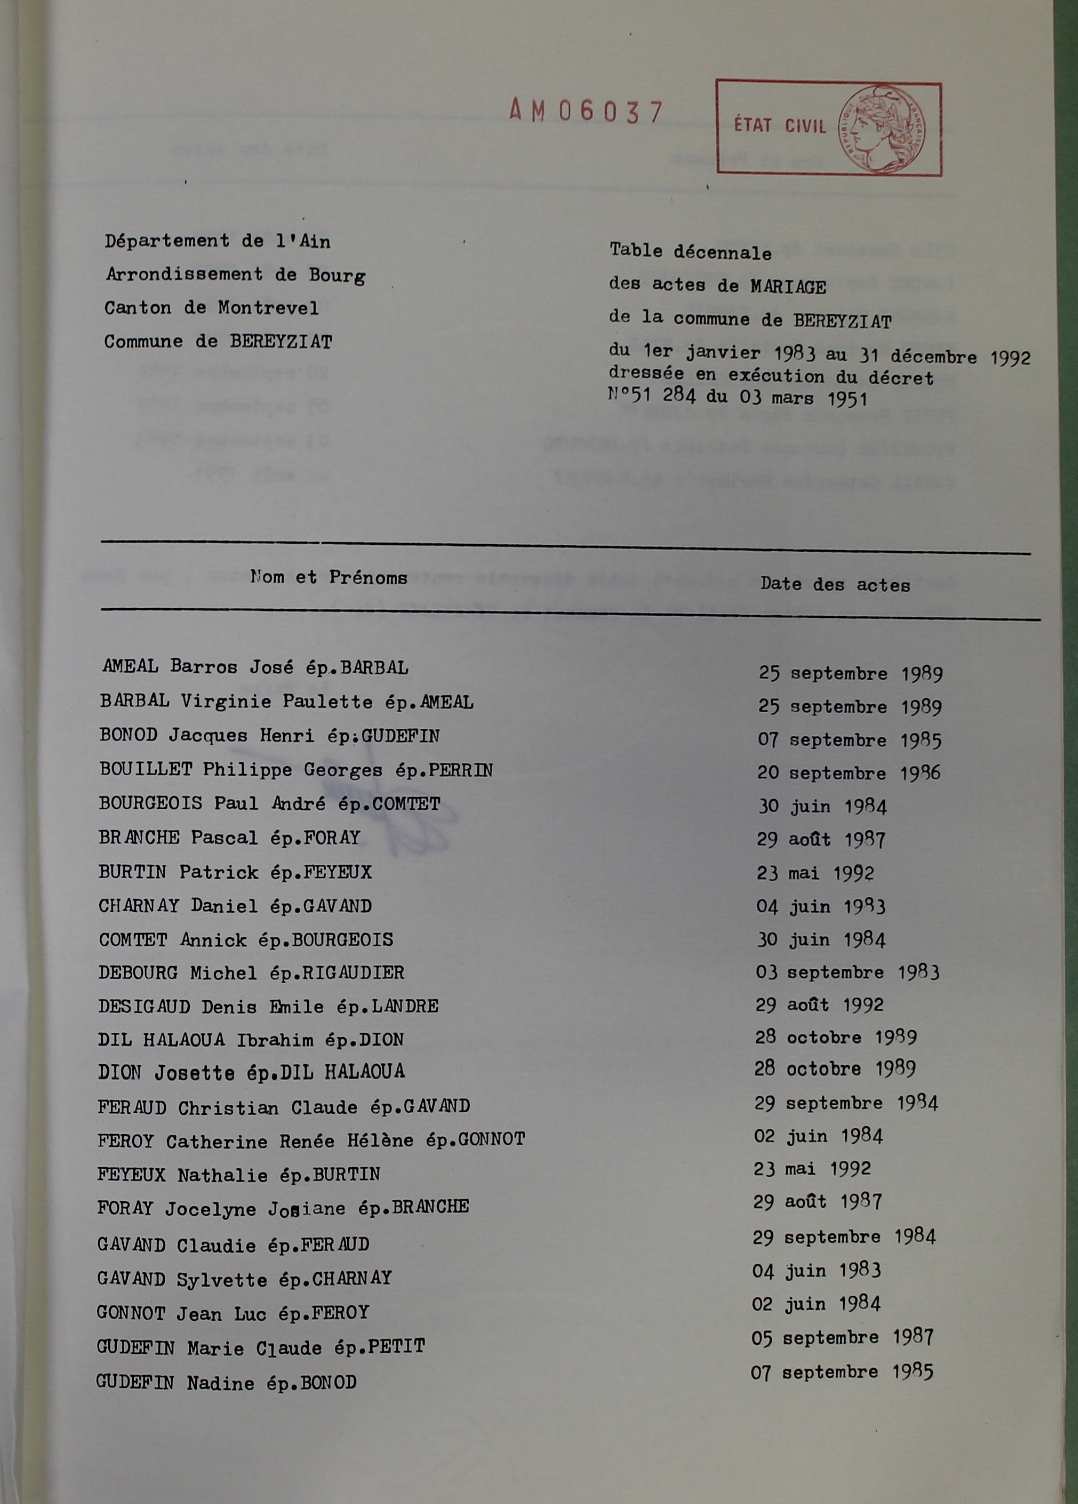 AM06037
ÉTAT CIVIL
RÉPUBLIQUE FRANÇAISE
Département de l'Ain
Arrondissement de Bourg
Canton de Montrevel
Commune de BEREYZIAT
Table décennale
des actes de MARIAGE
de la commune de BEREYZIAT
du 1er janvier 1983 au 31 décembre 1992
dressée en exécution du décret
N°51 284 du 03 mars 1951
Nom et Prénoms Date des actes
AMEAL Barros José ép.BARBAL 25 septembre 1989
BARBAL Virginie Paulette ép.AMEAL 25 septembre 1989
BONOD Jacques Henri ép.GUDEFIN 07 septembre 1985
BOUILLET Philippe Georges ép.PERRIN 20 septembre 1986
BOURGEOIS Paul André ép.COMTET 30 juin 1984
BRANCHE Pascal ép.FORAY 29 août 1987
BURTIN Patrick ép.FEYEUX 23 mai 1992
CHARNAY Daniel ép.GAVAND 04 juin 1983
COMTET Annick ép.BOURGEOIS 30 juin 1984
DEBOURG Michel ép.RIGAUDIER 03 septembre 1983
DESIGAUD Denis Emile ép.LANDRE 29 août 1992
DIL HALAOUA Ibrahim ép.DION 28 octobre 1989
DION Josette ép.DIL HALAOUA 28 octobre 1989
FERAUD Christian Claude ép.GAVAND 29 septembre 1984
FEROY Catherine Renée Hélène ép.GONNOT 02 juin 1984
FEYEUX Nathalie ép.BURTIN 23 mai 1992
FORAY Jocelyne Josiane ép.BRANCHE 29 août 1987
GAVAND Claudie ép.FERAUD 29 septembre 1984
GAVAND Sylvette ép.CHARNAY 04 juin 1983
GONNOT Jean Luc ép.FEROY 02 juin 1984
GUDEFIN Marie Claude ép.PETIT 05 septembre 1987
GUDEFIN Nadine ép.BONOD 07 septembre 1985